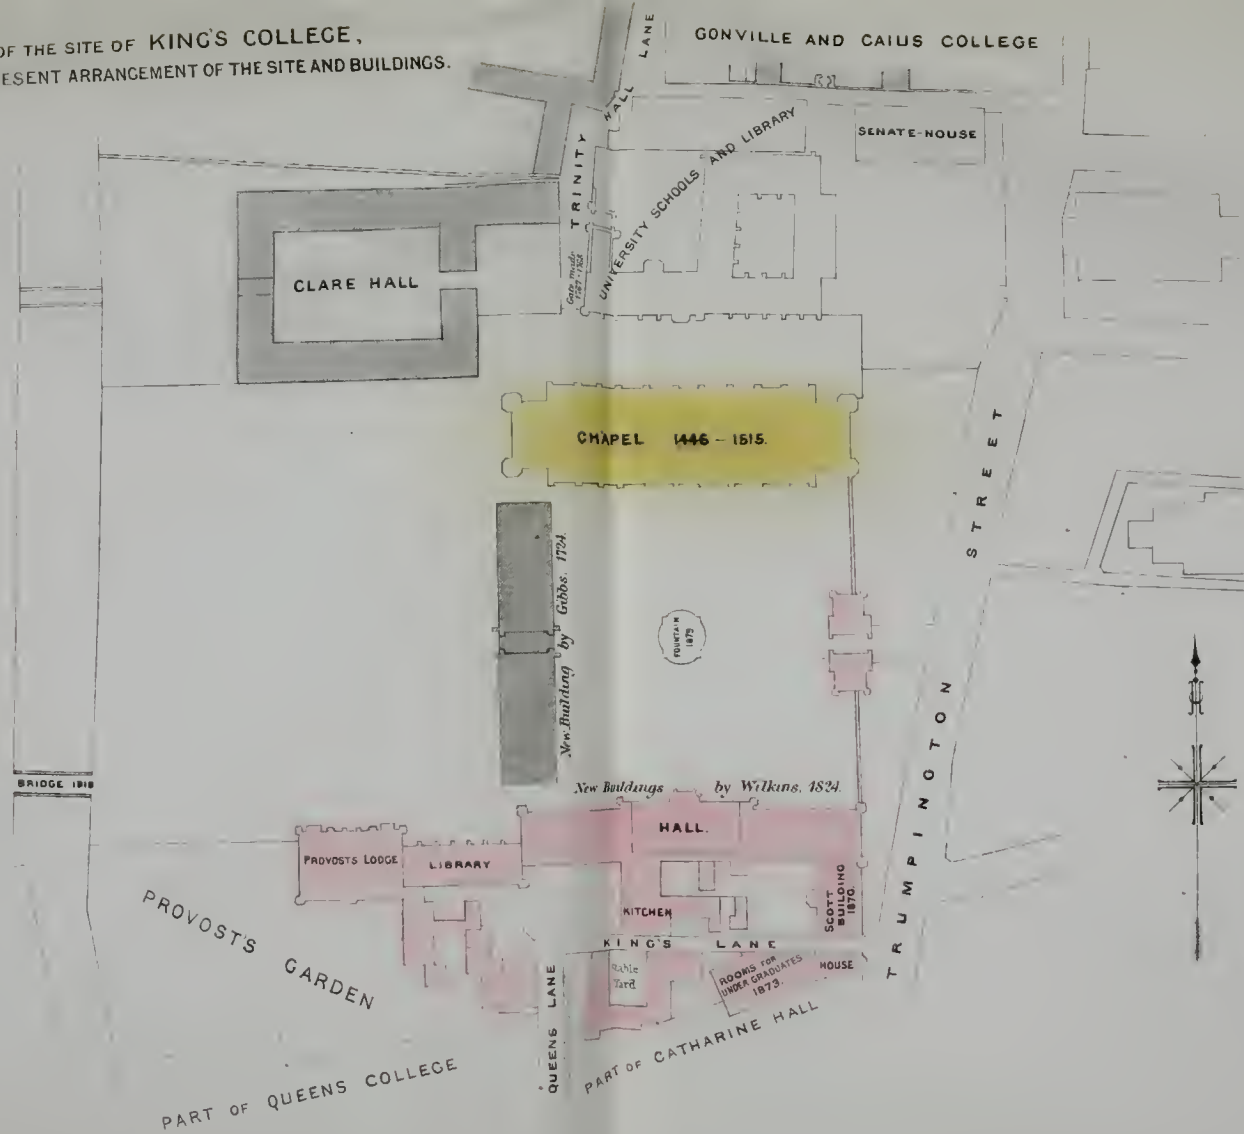 OF THE SITE OF KING'S COLLEGE,
ESENT ARRANGEMENT OF THE SITE AND BUILDINGS.
GONVILLE AND CAIUS COLLEGE
TRINITY HALL LANE
SENATE-HOUSE
UNIVERSITY SCHOOLS AND LIBRARY
Gate made
CLARE HALL
CHAPEL 1446 – 1515.
TRUMPINGTON STREET
New Building by Gibbs, 1724.
FOUNTAIN
1879
BRIDGE 1818
New Buildings by Wilkins, 1824.
HALL.
PROVOSTS LODGE
LIBRARY
SCOTT
BUILDING
1870.
KITCHEN
PROVOST'S GARDEN
KING'S LANE
Yard
ROOMS FOR
UNDER GRADUATES
1873.
HOUSE
QUEENS LANE
PART OF CATHARINE HALL
PART OF QUEENS COLLEGE